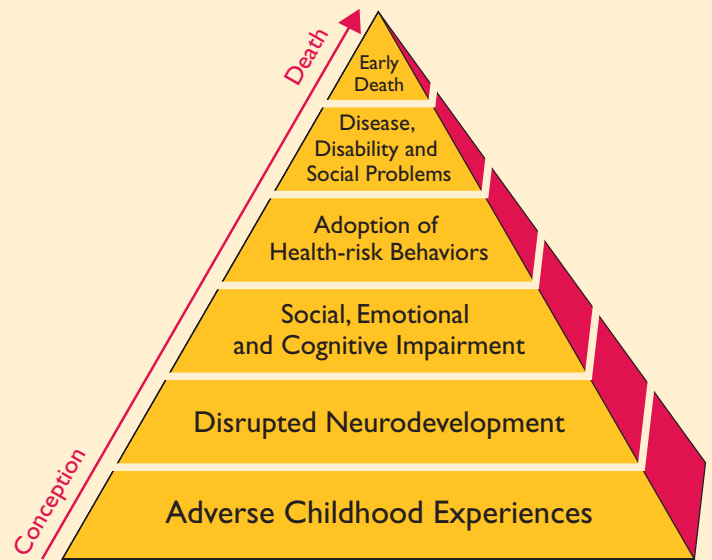 Death
Early
Death
Disease,
Disability and
Social Problems
Adoption of
Health-risk Behaviors
Social, Emotional
and Cognitive Impairment
Disrupted Neurodevelopment
Conception
Adverse Childhood Experiences